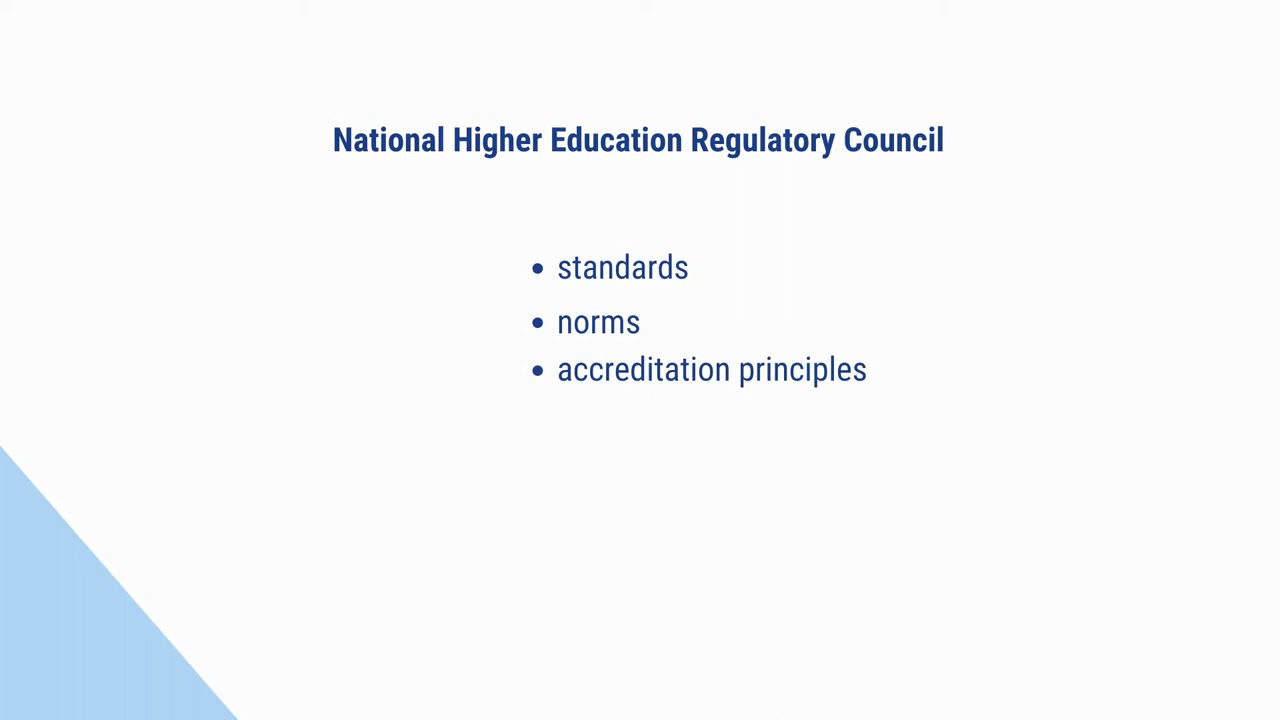 National Higher Education Regulatory Council
• standards
• norms
• accreditation principles